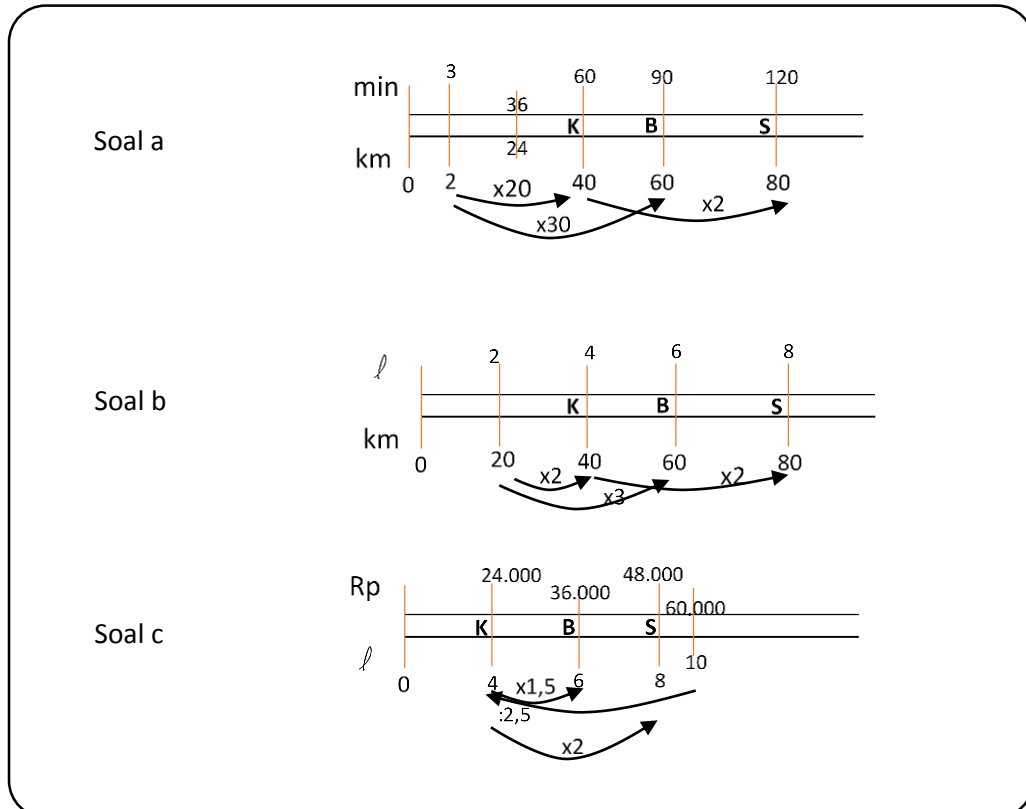 3 60 90 120
min
36
Soal a
K B S
24
km
0 2 40 60 80
x20 x2
x30
2 4 6 8
ℓ
Soal b
K B S
km
0 20 40 60 80
x2 x2
x3
24.000 48.000
Rp
36.000
60,000
Soal c
K B S
ℓ
10
0 4 6 8
x1,5
:2,5
x2